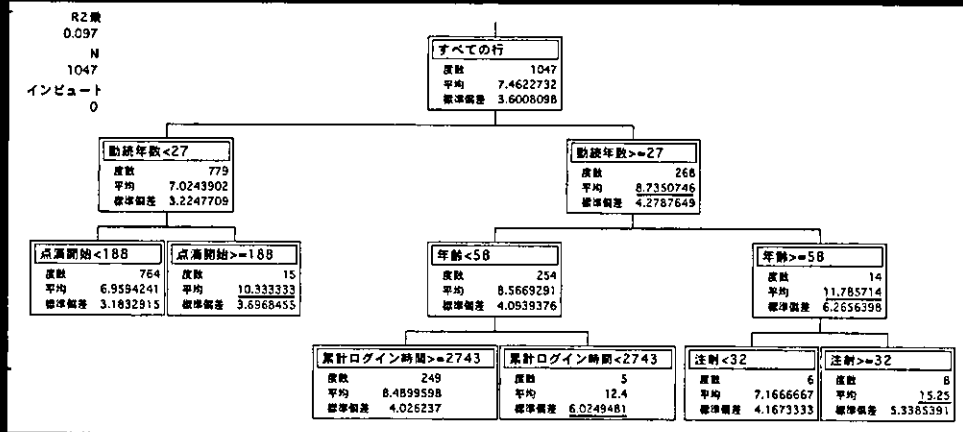 R2乗
0.097
N
1047
インピュート
0
すべての行
度数 1047
平均 7.4622732
標準偏差 3.6008098
勤続年数<27
度数 779
平均 7.0243902
標準偏差 3.2247709
勤続年数>=27
度数 268
平均 8.7350746
標準偏差 4.2787649
点滴開始<188
度数 764
平均 6.9594241
標準偏差 3.1832915
点滴開始>=188
度数 15
平均 10.333333
標準偏差 3.6968455
年齢<58
度数 254
平均 8.5669291
標準偏差 4.0939376
年齢>=58
度数 14
平均 11.785714
標準偏差 6.2656398
累計ログイン時間>=2743
度数 249
平均 8.4899598
標準偏差 4.026237
累計ログイン時間<2743
度数 5
平均 12.4
標準偏差 6.0249481
注射<32
度数 6
平均 7.1666667
標準偏差 4.1673333
注射>=32
度数 8
平均 15.25
標準偏差 5.3385391